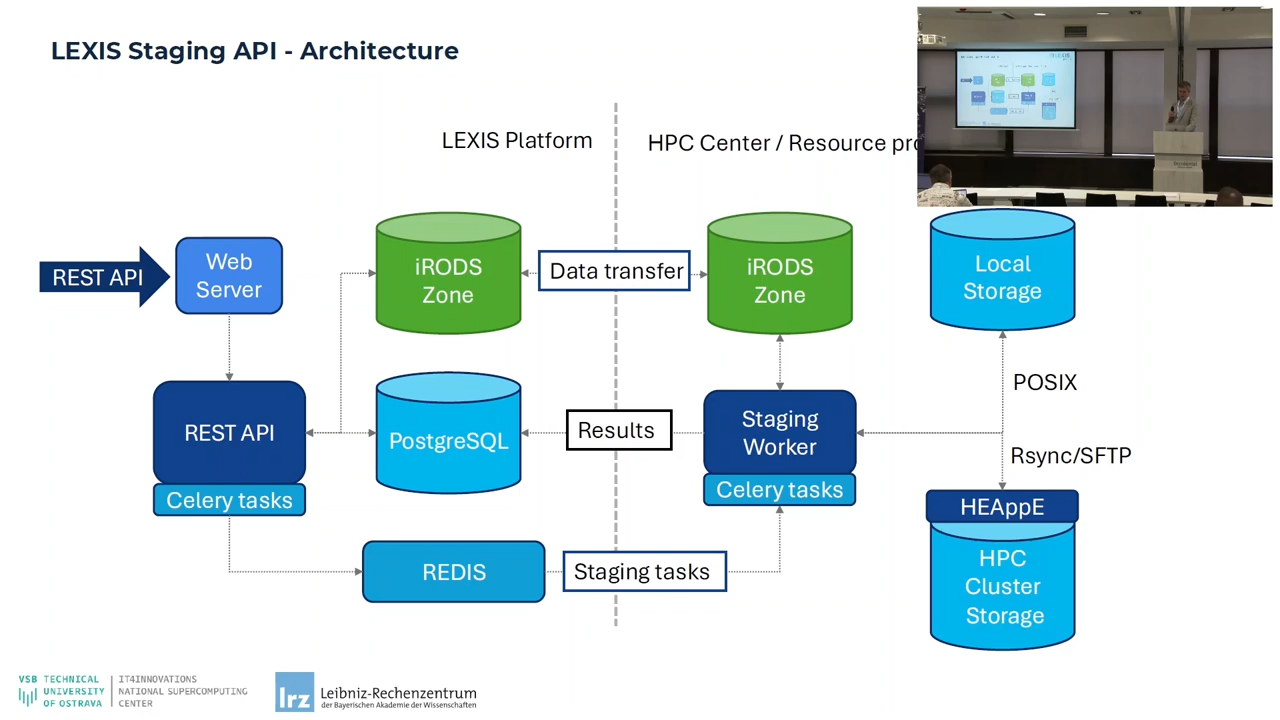 LEXIS Staging API - Architecture
LEXIS Platform
HPC Center / Resource pro
REST API
Web
Server
iRODS
Zone
Data transfer
iRODS
Zone
Local
Storage
POSIX
REST API
Celery tasks
PostgreSQL
Results
Staging
Worker
Celery tasks
Rsync/SFTP
HEAppE
HPC
Cluster
Storage
REDIS
Staging tasks
VSB TECHNICAL
UNIVERSITY
OF OSTRAVA
IT4INNOVATIONS
NATIONAL SUPERCOMPUTING
CENTER
lrz
Leibniz-Rechenzentrum
der Bayerischen Akademie der Wissenschaften